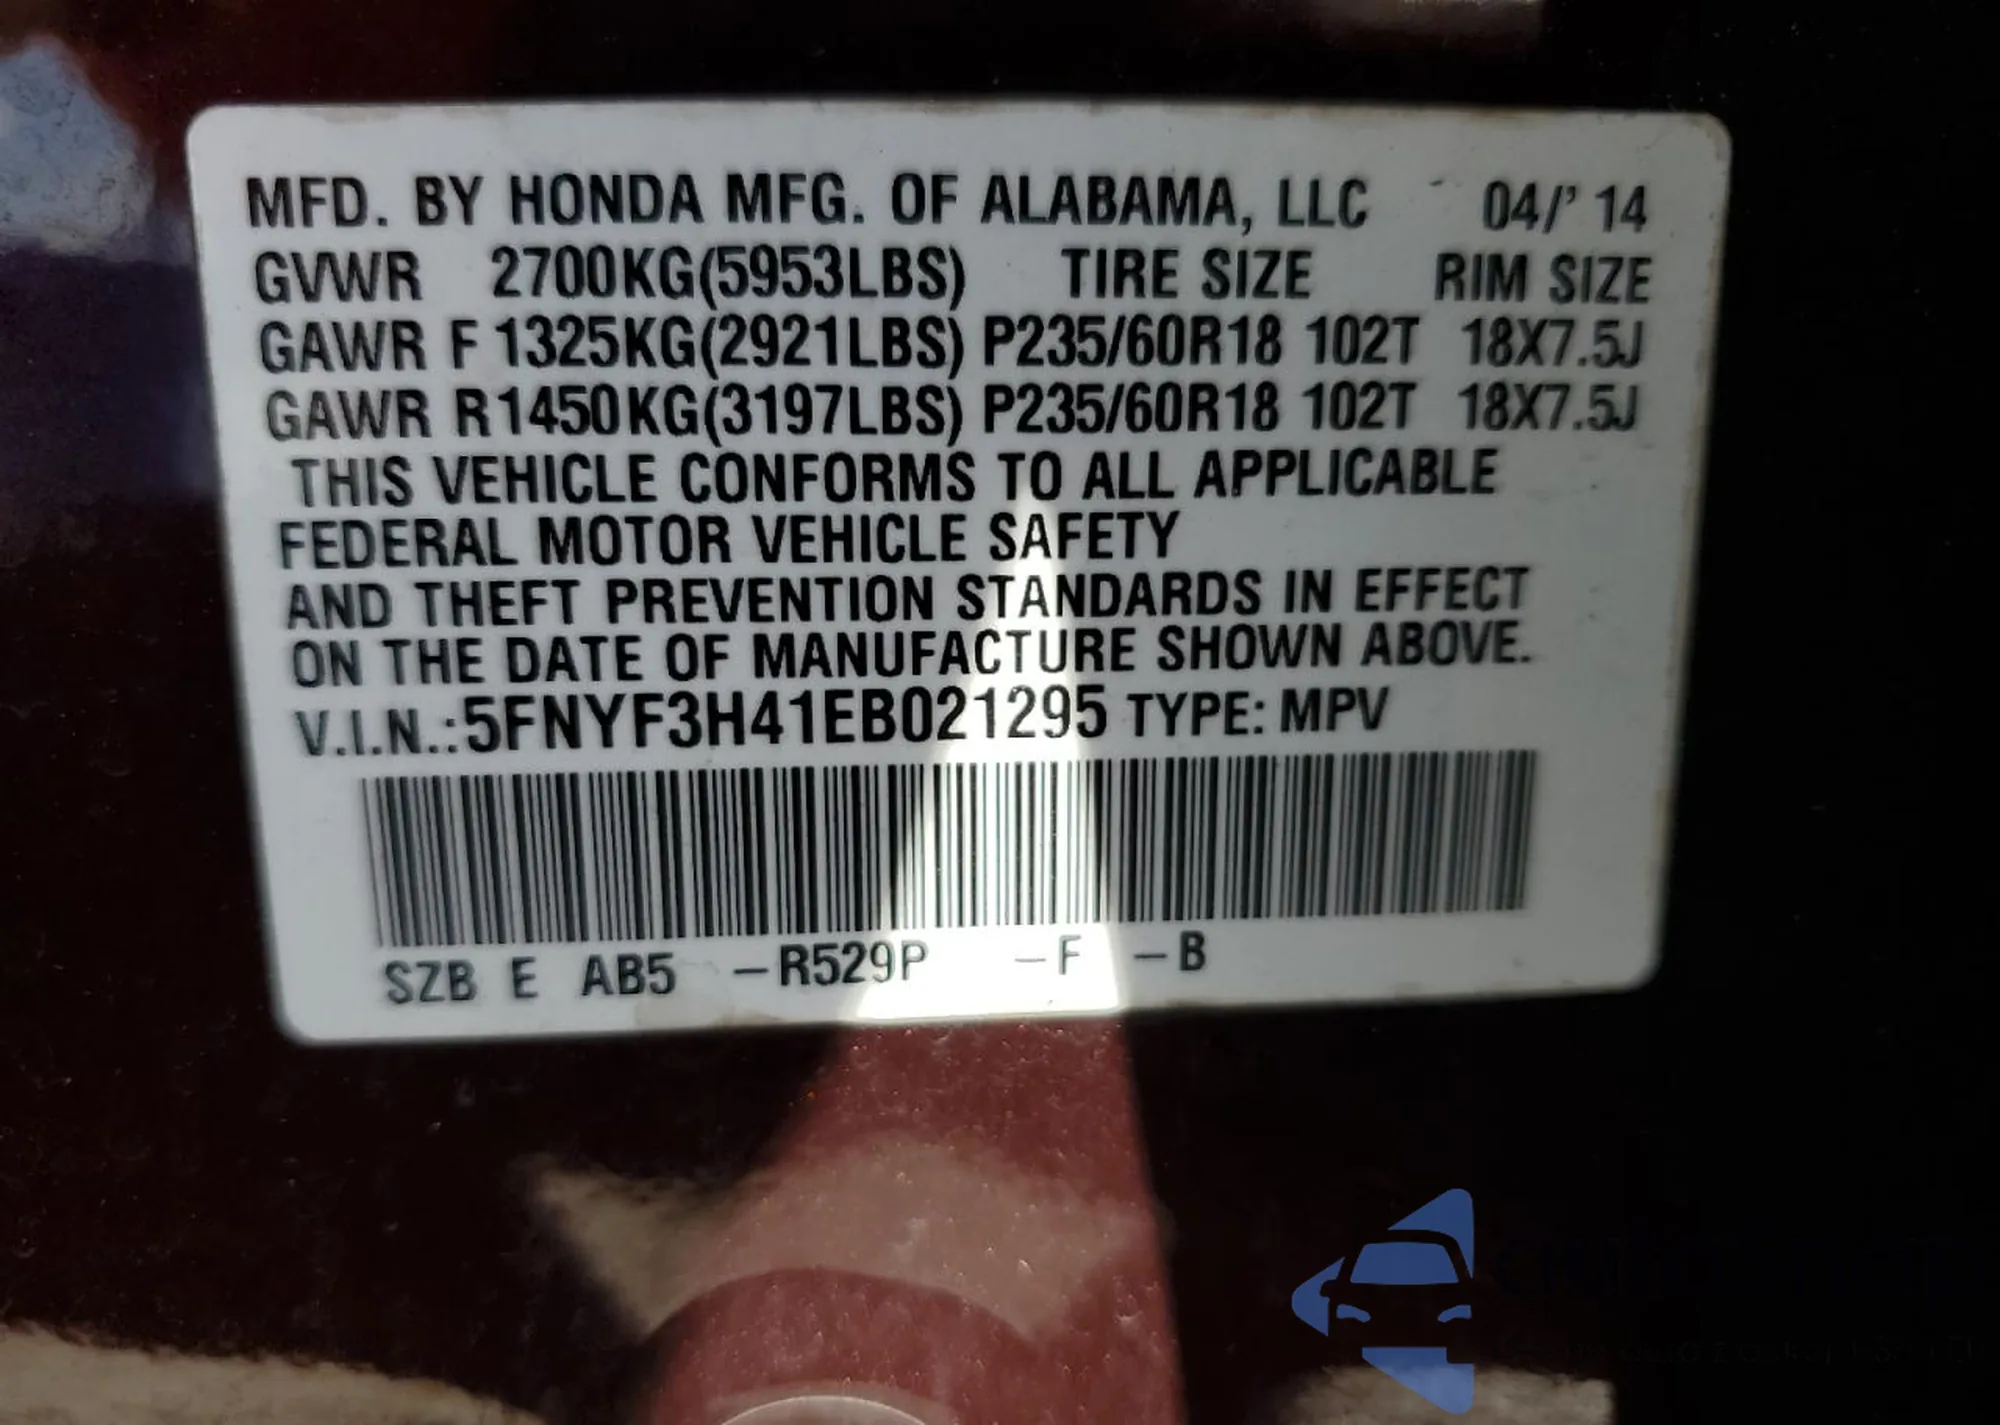 MFD. BY HONDA MFG. OF ALABAMA, LLC 04/' 14
GVWR 2700KG(5953LBS) TIRE SIZE RIM SIZE
GAWR F 1325KG(2921LBS) P235/60R18 102T 18X7.5J
GAWR R 1450KG(3197LBS) P235/60R18 102T 18X7.5J
THIS VEHICLE CONFORMS TO ALL APPLICABLE
FEDERAL MOTOR VEHICLE SAFETY
AND THEFT PREVENTION STANDARDS IN EFFECT
ON THE DATE OF MANUFACTURE SHOWN ABOVE.
V.I.N.:5FNYF3H41EB021295 TYPE: MPV
SZB E AB5 –R529P –F –B